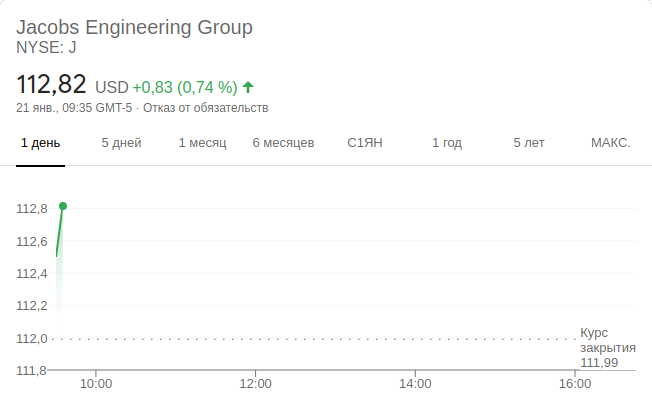 Jacobs Engineering Group
NYSE: J
112,82 USD +0,83 (0,74 %)
21 янв., 09:35 GMT-5 · Отказ от обязательств
1 день 5 дней 1 месяц 6 месяцев С1ЯН 1 год 5 лет МАКС.
112,8
112,6
112,4
112,2
112,0
111,8
Курс
закрытия
111,99
10:00 12:00 14:00 16:00